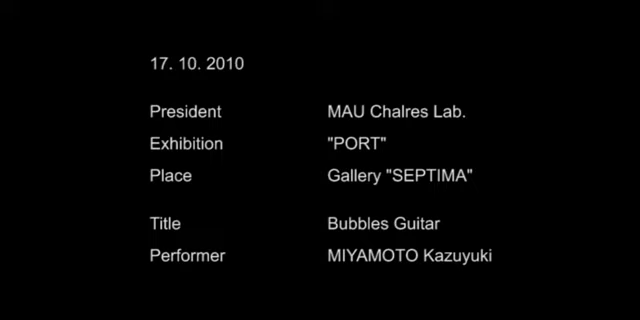 17. 10. 2010
President MAU Chalres Lab.
Exhibition "PORT"
Place Gallery "SEPTIMA"
Title Bubbles Guitar
Performer MIYAMOTO Kazuyuki